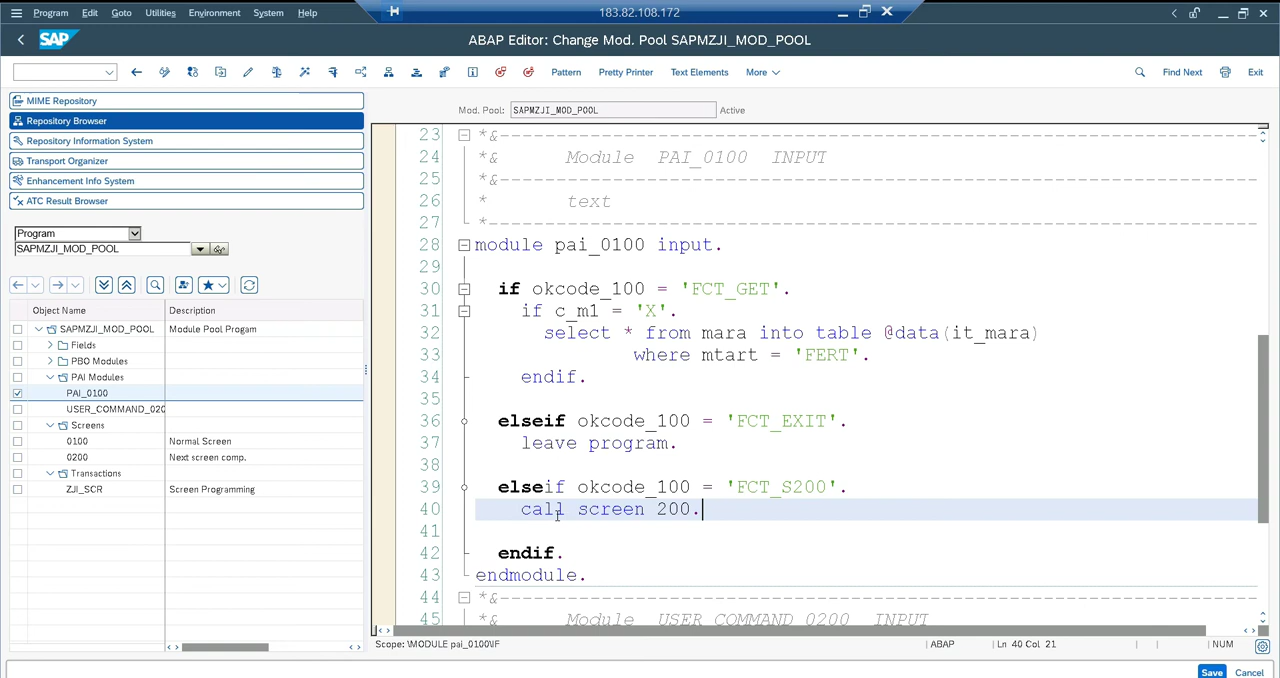 Program Edit Goto Utilities Environment System Help
183.82.108.172
SAP
ABAP Editor: Change Mod. Pool SAPMZJI_MOD_POOL
Pattern Pretty Printer Text Elements More
Find Next Exit
MIME Repository
Repository Browser
Repository Information System
Transport Organizer
Enhancement Info System
ATC Result Browser
Program
SAPMZJI_MOD_POOL
Object Name Description
SAPMZJI_MOD_POOL Module Pool Progam
Fields
PBO Modules
PAI Modules
PAI_0100
USER_COMMAND_020
Screens
0100 Normal Screen
0200 Next screen comp.
Transactions
ZJI_SCR Screen Programming
Mod. Pool: SAPMZJI_MOD_POOL Active
23 *&---------------------------------------------------------------------
24 *& Module PAI_0100 INPUT
25 *&---------------------------------------------------------------------
26 * text
27 *----------------------------------------------------------------------
28 module pai_0100 input.
29
30 if okcode_100 = 'FCT_GET'.
31 if c_m1 = 'X'.
32 select * from mara into table @data(it_mara)
33 where mtart = 'FERT'.
34 endif.
35
36 elseif okcode_100 = 'FCT_EXIT'.
37 leave program.
38
39 elseif okcode_100 = 'FCT_S200'.
40 call screen 200.
41
42 endif.
43 endmodule.
44 *&---------------------------------------------------------------------
45 *& Module USER_COMMAND_0200 INPUT
Scope: \MODULE pai_0100\IF
ABAP
Ln 40 Col 21
NUM
Save Cancel